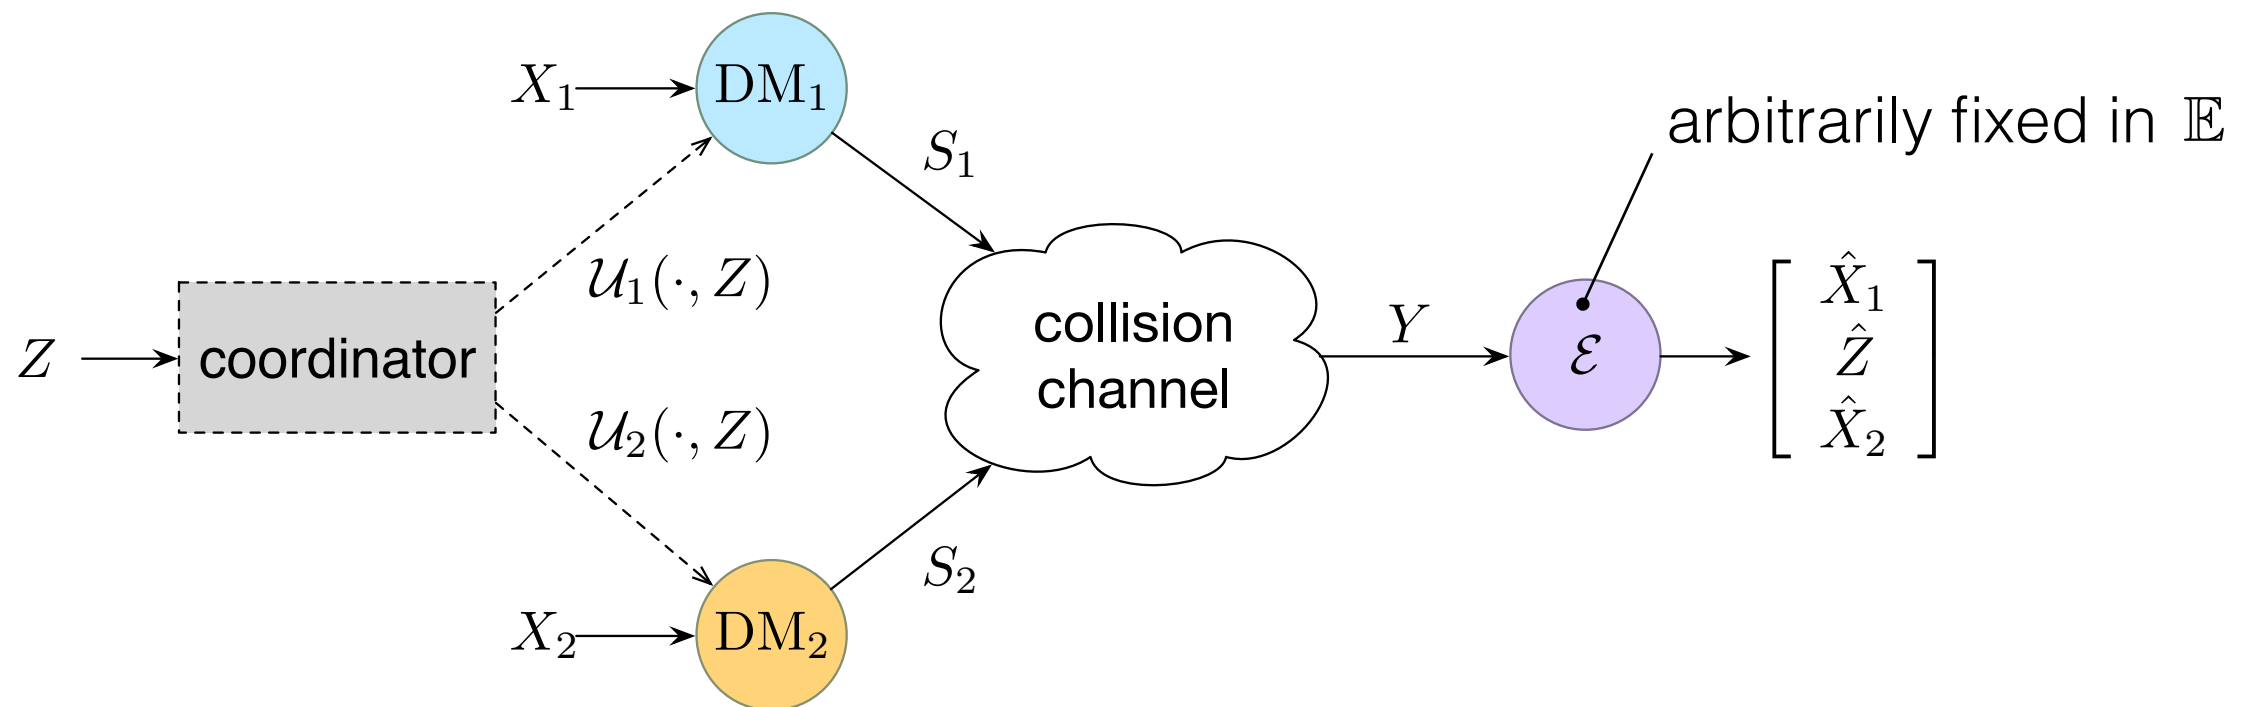 X₁
DM₁
arbitrarily fixed in 𝔼
S₁
𝒰₁(·, Z)
Z
coordinator
collision
channel
Y
ℰ
X̂₁
Ẑ
X̂₂
𝒰₂(·, Z)
S₂
X₂
DM₂